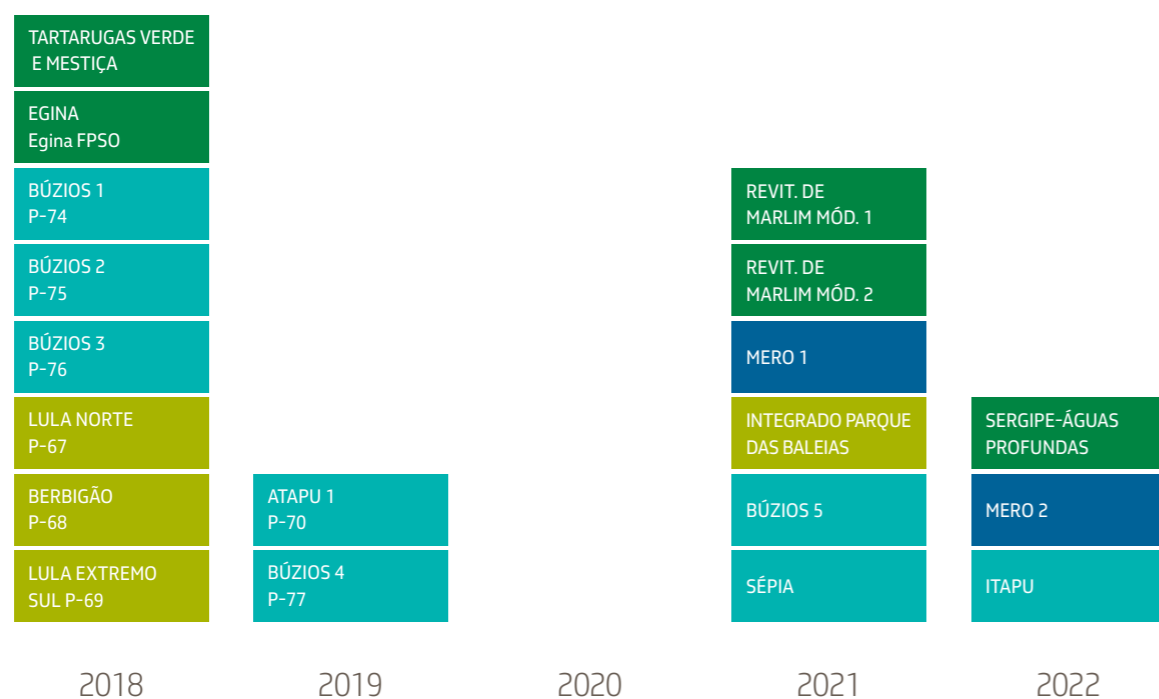 TARTARUGAS VERDE
E MESTIÇA
EGINA
Egina FPSO
BÚZIOS 1
P-74
BÚZIOS 2
P-75
BÚZIOS 3
P-76
LULA NORTE
P-67
BERBIGÃO
P-68
LULA EXTREMO
SUL P-69
ATAPU 1
P-70
BÚZIOS 4
P-77
REVIT. DE
MARLIM MÓD. 1
REVIT. DE
MARLIM MÓD. 2
MERO 1
INTEGRADO PARQUE
DAS BALEIAS
BÚZIOS 5
SÉPIA
SERGIPE-ÁGUAS
PROFUNDAS
MERO 2
ITAPU
2018
2019
2020
2021
2022